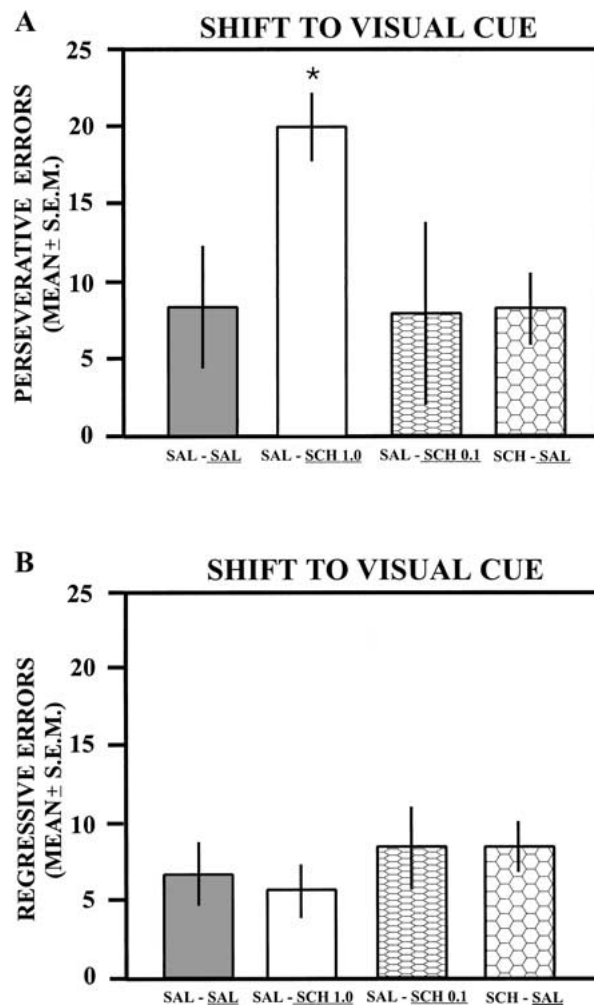 A
SHIFT TO VISUAL CUE
PERSEVERATIVE ERRORS
(MEAN± S.E.M.)
25
20
15
10
5
0
*
SAL - SAL
SAL - SCH 1.0
SAL - SCH 0.1
SCH - SAL
B
SHIFT TO VISUAL CUE
REGRESSIVE ERRORS
(MEAN± S.E.M.)
25
20
15
10
5
0
SAL - SAL
SAL - SCH 1.0
SAL - SCH 0.1
SCH - SAL